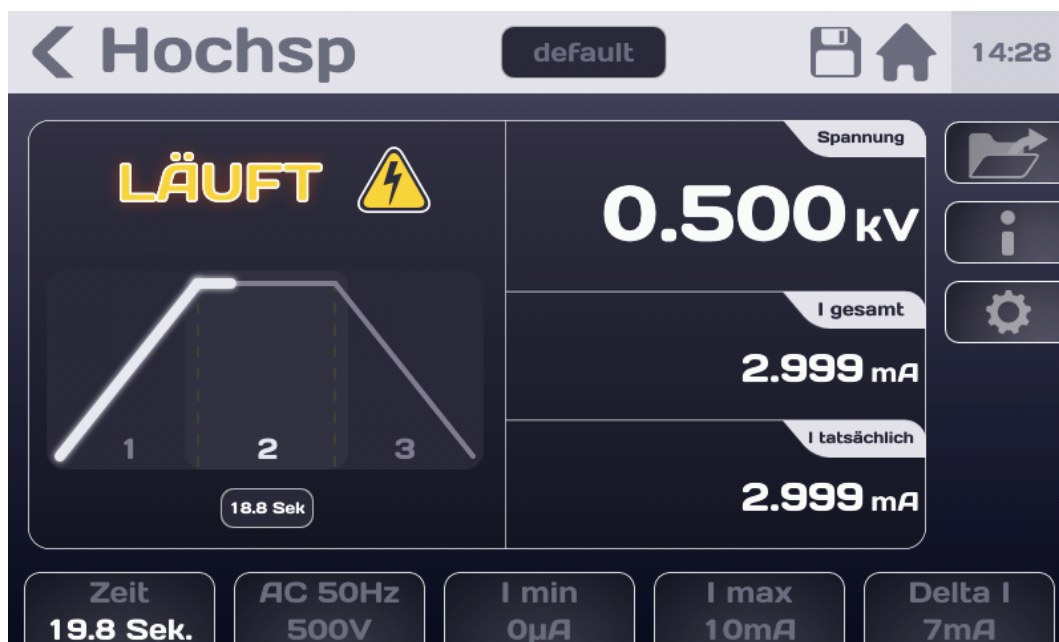 Hochsp
default
14:28
LÄUFT
Spannung
0.500 kV
I gesamt
2.999 mA
I tatsächlich
2.999 mA
1
2
3
18.8 Sek
Zeit
19.8 Sek.
AC 50Hz
500V
I min
0µA
I max
10mA
Delta I
7mA